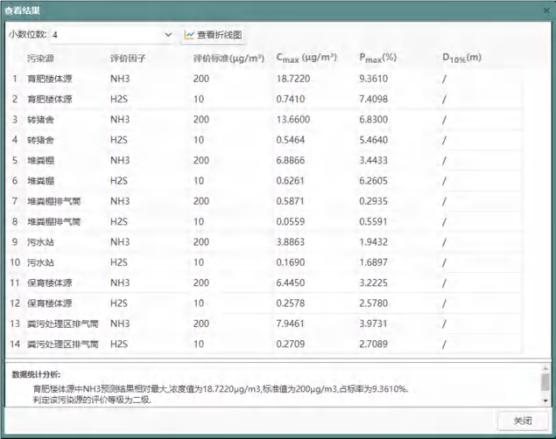 查看结果
小数位数: 4 查看折线图
污染源 评价因子 评价标准(μg/m³) Cmax (μg/m³) Pmax(%) D10%(m)
1 育肥楼体源 NH3 200 18.7220 9.3610 /
2 育肥楼体源 H2S 10 0.7410 7.4098 /
3 转猪舍 NH3 200 13.6600 6.8300 /
4 转猪舍 H2S 10 0.5464 5.4640 /
5 堆粪棚 NH3 200 6.8866 3.4433 /
6 堆粪棚 H2S 10 0.6261 6.2605 /
7 堆粪棚排气筒 NH3 200 0.5871 0.2935 /
8 堆粪棚排气筒 H2S 10 0.0559 0.5591 /
9 污水站 NH3 200 3.8863 1.9432 /
10 污水站 H2S 10 0.1690 1.6897 /
11 保育楼体源 NH3 200 6.4450 3.2225 /
12 保育楼体源 H2S 10 0.2578 2.5780 /
13 粪污处理区排气筒 NH3 200 7.9461 3.9731 /
14 粪污处理区排气筒 H2S 10 0.2709 2.7089 /
数据统计分析:
育肥楼体源中NH3预测结果相对最大,浓度值为18.7220μg/m3,标准值为200μg/m3,占标率为9.3610%.
判定该污染源的评价等级为二级.
关闭